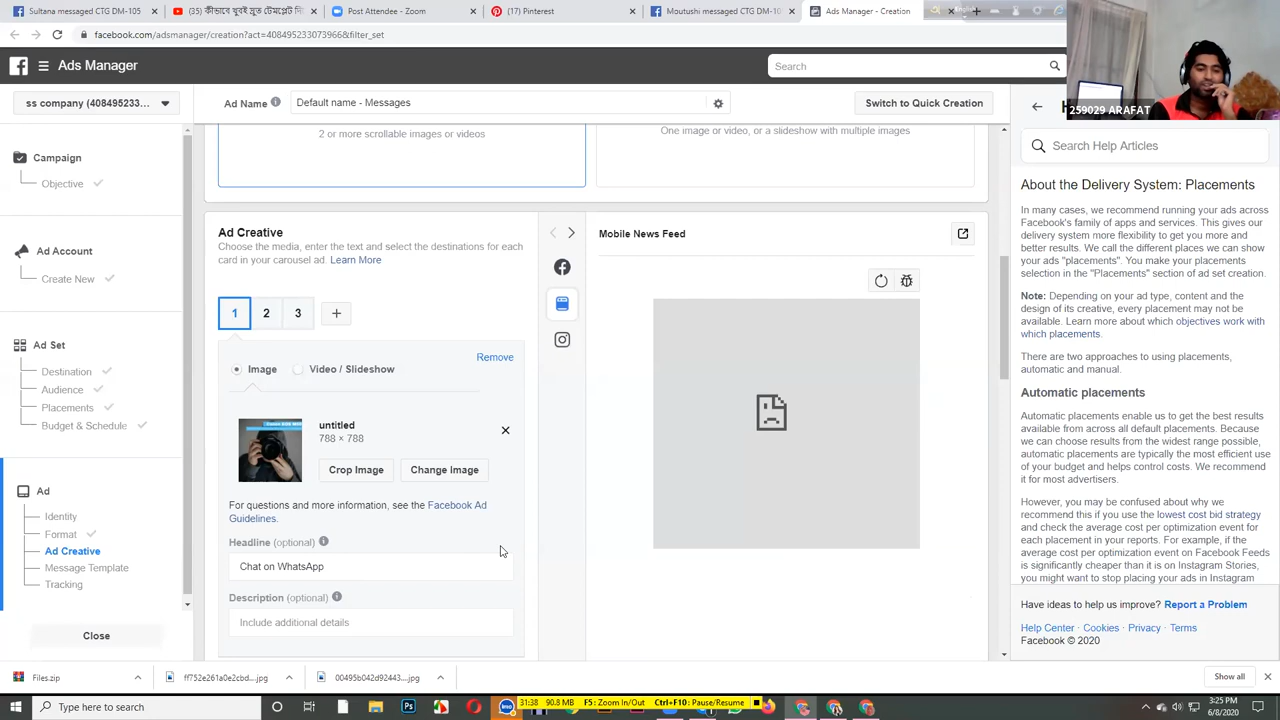 Sultana messaged CTG DM-105
(35) কীভাবে খুব দ্রুত টেমপ্লেট দি
Post Attendee - Zoom
(17) Pinterest
Moutushi messaged CTG DM-10
Ads Manager - Creation
facebook.com/adsmanager/creation?act=408495233073966&filter_set
Ads Manager
Search
259029 ARAFAT
ss company (408495233...
Ad Name
Default name - Messages
Switch to Quick Creation
Search Help Articles
2 or more scrollable images or videos
One image or video, or a slideshow with multiple images
Campaign
Objective
Ad Account
Create New
Ad Set
Destination
Audience
Placements
Budget & Schedule
Ad
Identity
Format
Ad Creative
Message Template
Tracking
Close
Ad Creative
Choose the media, enter the text and select the destinations for each
card in your carousel ad. Learn More
1
2
3
Remove
Image
Video / Slideshow
untitled
788 × 788
Crop Image
Change Image
For questions and more information, see the Facebook Ad
Guidelines.
Headline (optional)
Chat on WhatsApp
Description (optional)
Include additional details
Mobile News Feed
About the Delivery System: Placements
In many cases, we recommend running your ads across
Facebook's family of apps and services. This gives our
delivery system more flexibility to get you more and
better results. We call the different places we can show
your ads "placements". You make your placements
selection in the "Placements" section of ad set creation.
Note: Depending on your ad type, content and the
design of its creative, every placement may not be
available. Learn more about which objectives work with
which placements.
There are two approaches to using placements,
automatic and manual.
Automatic placements
Automatic placements enable us to get the best results
available from across all default placements. Because
we can choose results from the widest range possible,
automatic placements are typically the most efficient use
of your budget and helps control costs. We recommend
it for most advertisers.
However, you may be confused about why we
recommend this if you use the lowest cost bid strategy
and check the average cost per optimization event for
each placement in your reports. For example, if the
average cost per optimization event on Facebook Feeds
is significantly cheaper than it is on Instagram Stories,
you might want to stop placing your ads in Instagram
Have ideas to help us improve? Report a Problem
Help Center · Cookies · Privacy · Terms
Facebook © 2020
Files.zip
ff752e261a0e2cbd....jpg
00495b042d92443...jpg
Show all
Type here to search
31:38 90.8 MB F5: Zoom In/Out Ctrl+F10: Pause/Resume
3:25 PM
6/8/2020